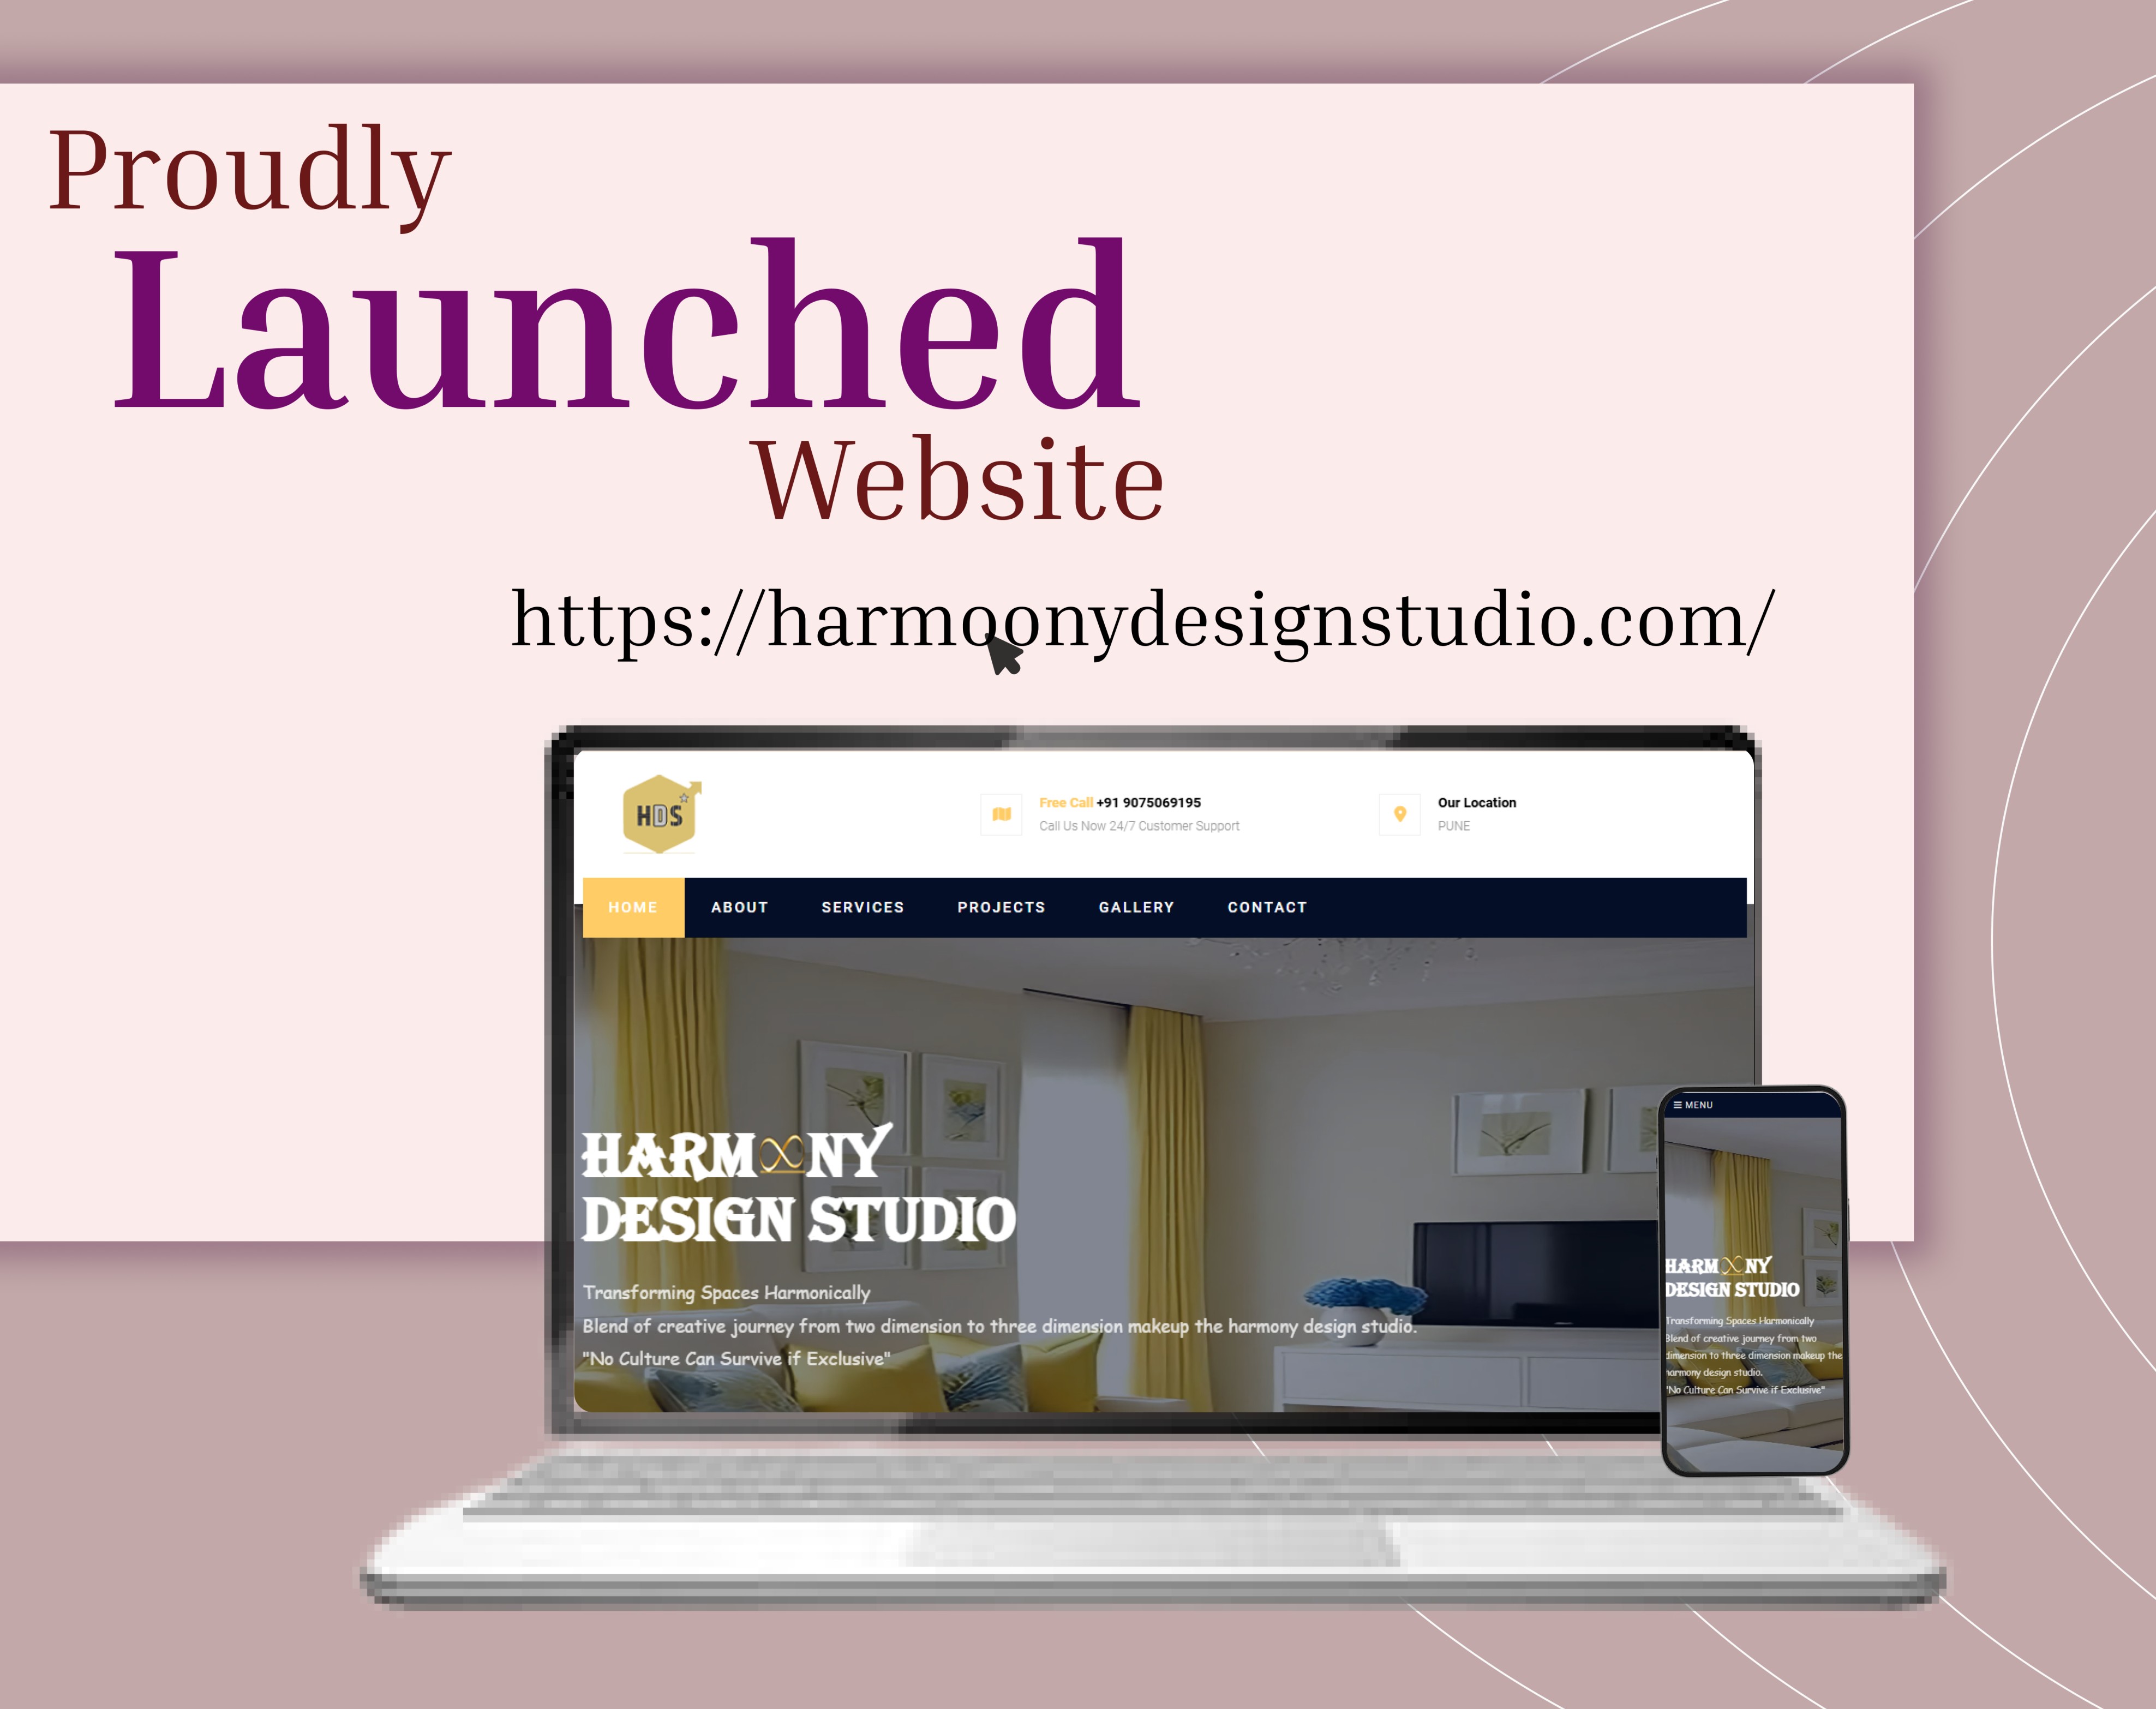 Proudly
Launched
Website
https://harmoonydesignstudio.com/
HDS
Free Call +91 9075069195
Call Us Now 24/7 Customer Support
Our Location
PUNE
HOME ABOUT SERVICES PROJECTS GALLERY CONTACT
HARM∞NY
DESIGN STUDIO
Transforming Spaces Harmonically
Blend of creative journey from two dimension to three dimension makeup the harmony design studio.
"No Culture Can Survive if Exclusive"
MENU
HARM∞NY
DESIGN STUDIO
Transforming Spaces Harmonically
Blend of creative journey from two
dimension to three dimension makeup the
harmony design studio.
"No Culture Can Survive if Exclusive"